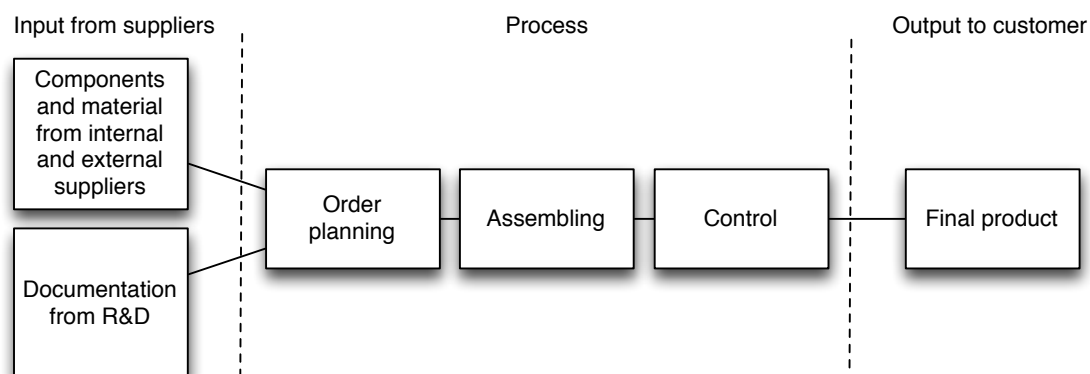 Input from suppliers
Process
Output to customer
Components
and material
from internal
and external
suppliers
Order
planning
Assembling
Control
Final product
Documentation
from R&D